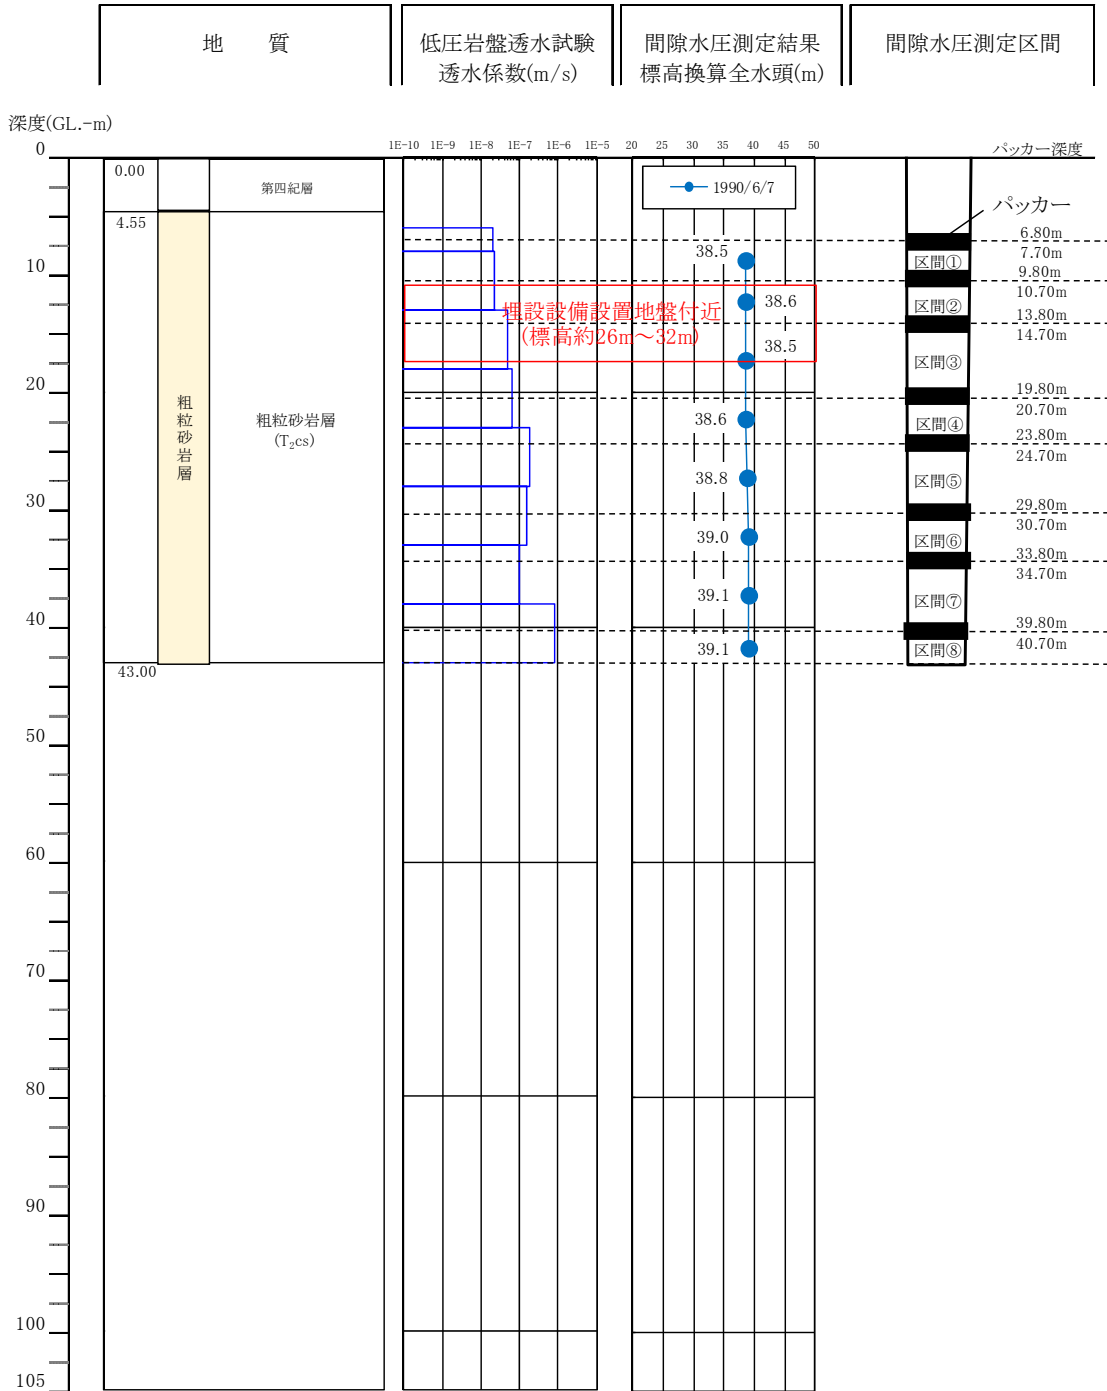 地 質
低圧岩盤透水試験
透水係数(m/s)
間隙水圧測定結果
標高換算全水頭(m)
間隙水圧測定区間
深度(GL.-m)
1E-10 1E-9 1E-8 1E-7 1E-6 1E-5
20 25 30 35 40 45 50
パッカー深度
0
10
20
30
40
50
60
70
80
90
100
105
0.00
第四紀層
4.55
粗粒砂岩層
粗粒砂岩層
(T₂cs)
43.00
1990/6/7
埋設設備設置地盤付近
(標高約26m～32m)
38.5
38.6
38.5
38.6
38.8
39.0
39.1
39.1
パッカー
区間①
区間②
区間③
区間④
区間⑤
区間⑥
区間⑦
区間⑧
6.80m
7.70m
9.80m
10.70m
13.80m
14.70m
19.80m
20.70m
23.80m
24.70m
29.80m
30.70m
33.80m
34.70m
39.80m
40.70m